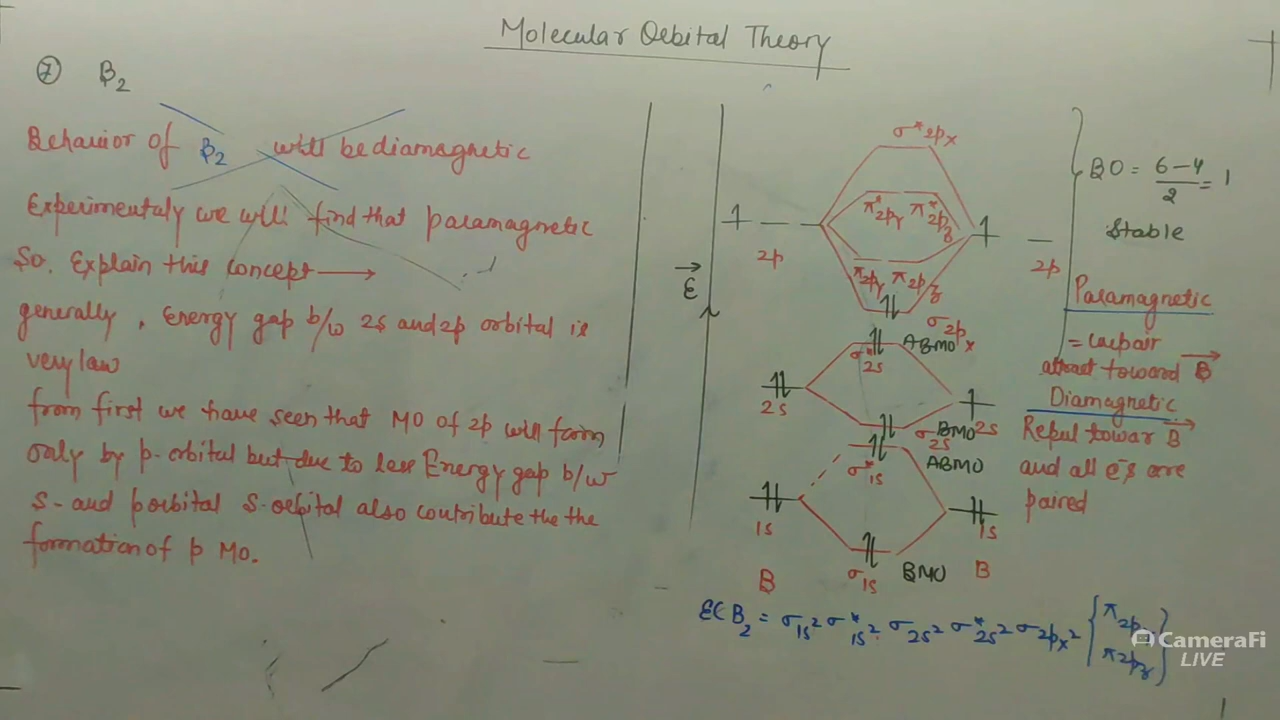 Molecular Orbital Theory
⑦ B₂
Behavior of B₂ will be diamagnetic
Experimentaly we will find that paramagnetic
So, Explain this concept →
generally, Energy gap b/w 2s and 2p orbital is
very law
from first we have seen that MO of 2p will form
only by p-orbital but due to less Energy gap b/w
s- and p orbital s-orbital also contribute the the
formation of p MO.
E
σ*2px
π*2py π*2pz
2p
2p
π2py π2pz
σ2px
σ*2s
ABMO
2s
2s
σ2s
BMO
σ*1s
ABMO
1s
1s
σ1s
BMO
B
B
BO = 6-4/2 = 1
Stable
Paramagnetic
attract toward B
Diamagnetic
Repul towar B
and all e⁻s are
paired
EC B₂ = σ1s² σ*1s² σ2s² σ*2s² σ2px² { π2p
π2pz }
CameraFi
LIVE